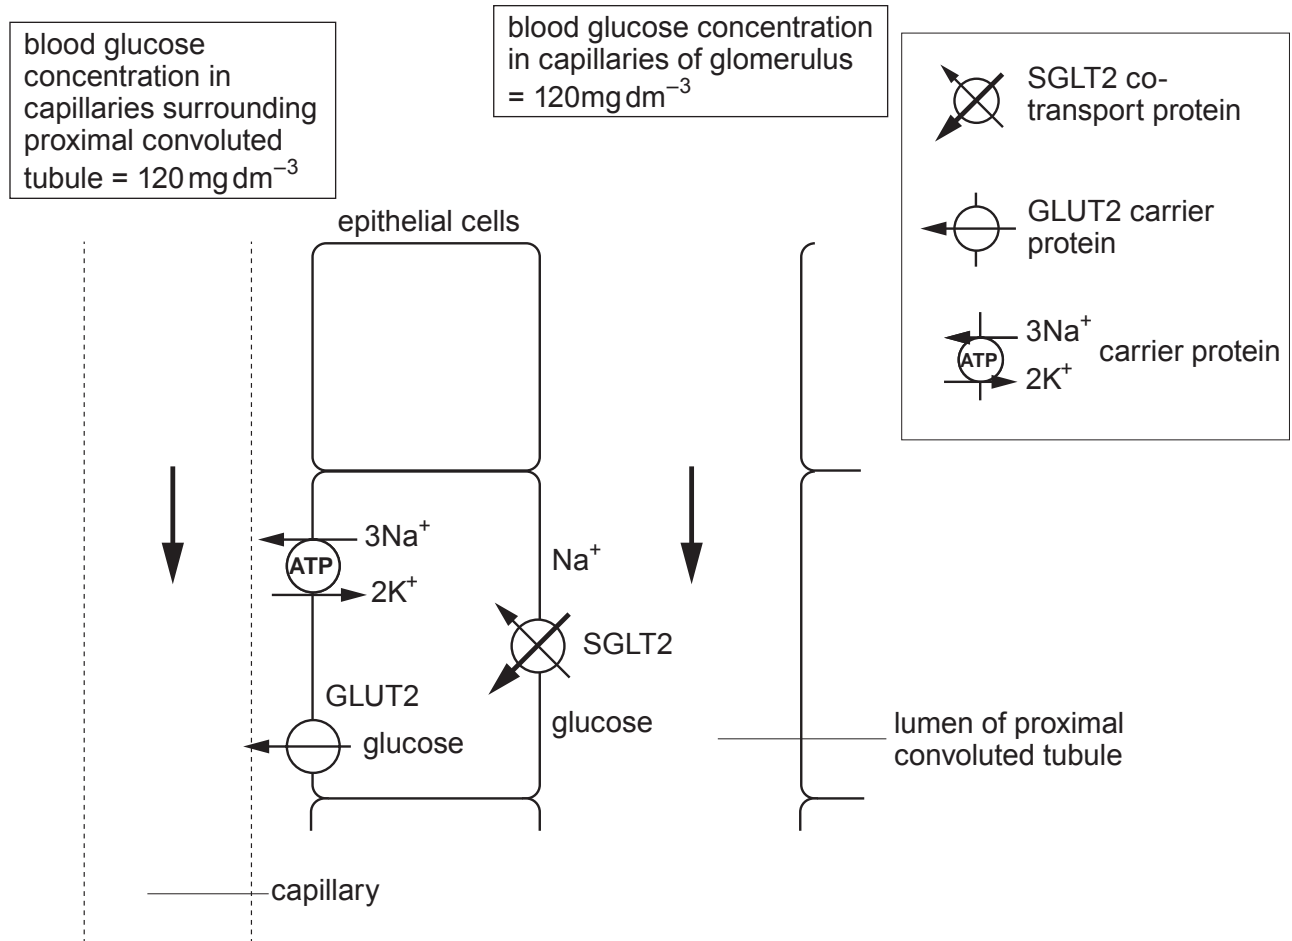 blood glucose
concentration in
capillaries surrounding
proximal convoluted
tubule = 120 mg dm⁻³
blood glucose concentration
in capillaries of glomerulus
= 120mg dm⁻³
SGLT2 co-
transport protein
GLUT2 carrier
protein
3Na⁺
ATP
2K⁺
carrier protein
epithelial cells
3Na⁺
ATP
2K⁺
Na⁺
SGLT2
GLUT2
glucose
glucose
lumen of proximal
convoluted tubule
capillary